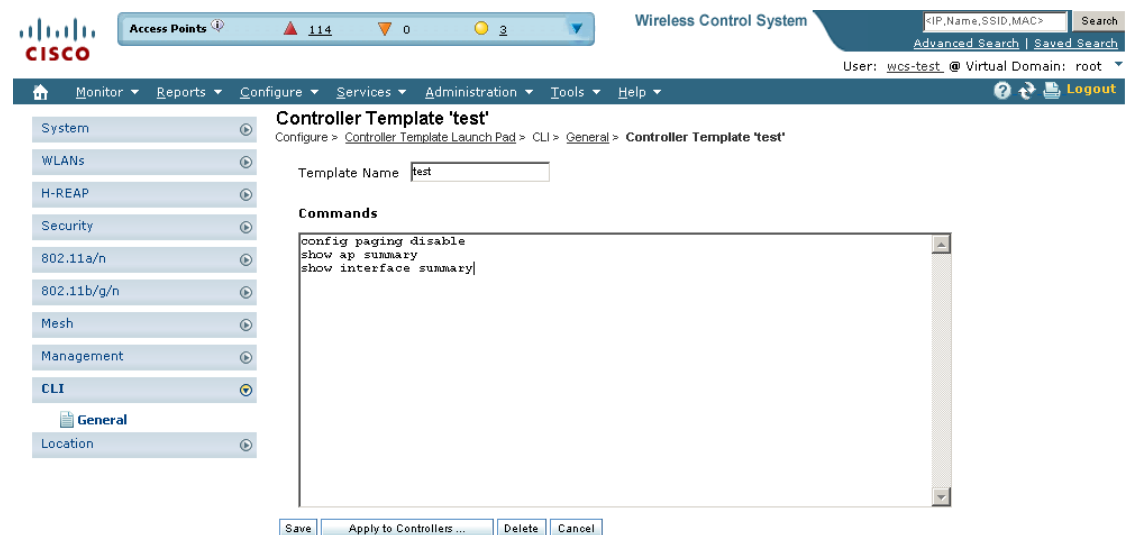 Access Points
114
0
3
Wireless Control System
<IP,Name,SSID,MAC>
Search
Advanced Search | Saved Search
CISCO
User: wcs-test @ Virtual Domain: root
Monitor Reports Configure Services Administration Tools Help
Logout
System
WLANs
H-REAP
Security
802.11a/n
802.11b/g/n
Mesh
Management
CLI
General
Location
Controller Template 'test'
Configure > Controller Template Launch Pad > CLI > General > Controller Template 'test'
Template Name test
Commands
config paging disable
show ap summary
show interface summary
Save Apply to Controllers ... Delete Cancel